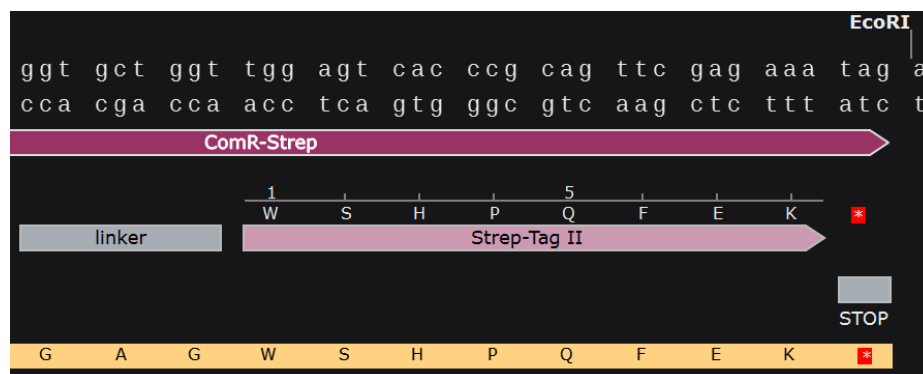 EcoRI
ggt gct ggt tgg agt cac ccg cag ttc gag aaa tag a
cca cga cca acc tca gtg ggc gtc aag ctc ttt atc t
ComR-Strep
1 5
W S H P Q F E K *
linker Strep-Tag II
STOP
G A G W S H P Q F E K *